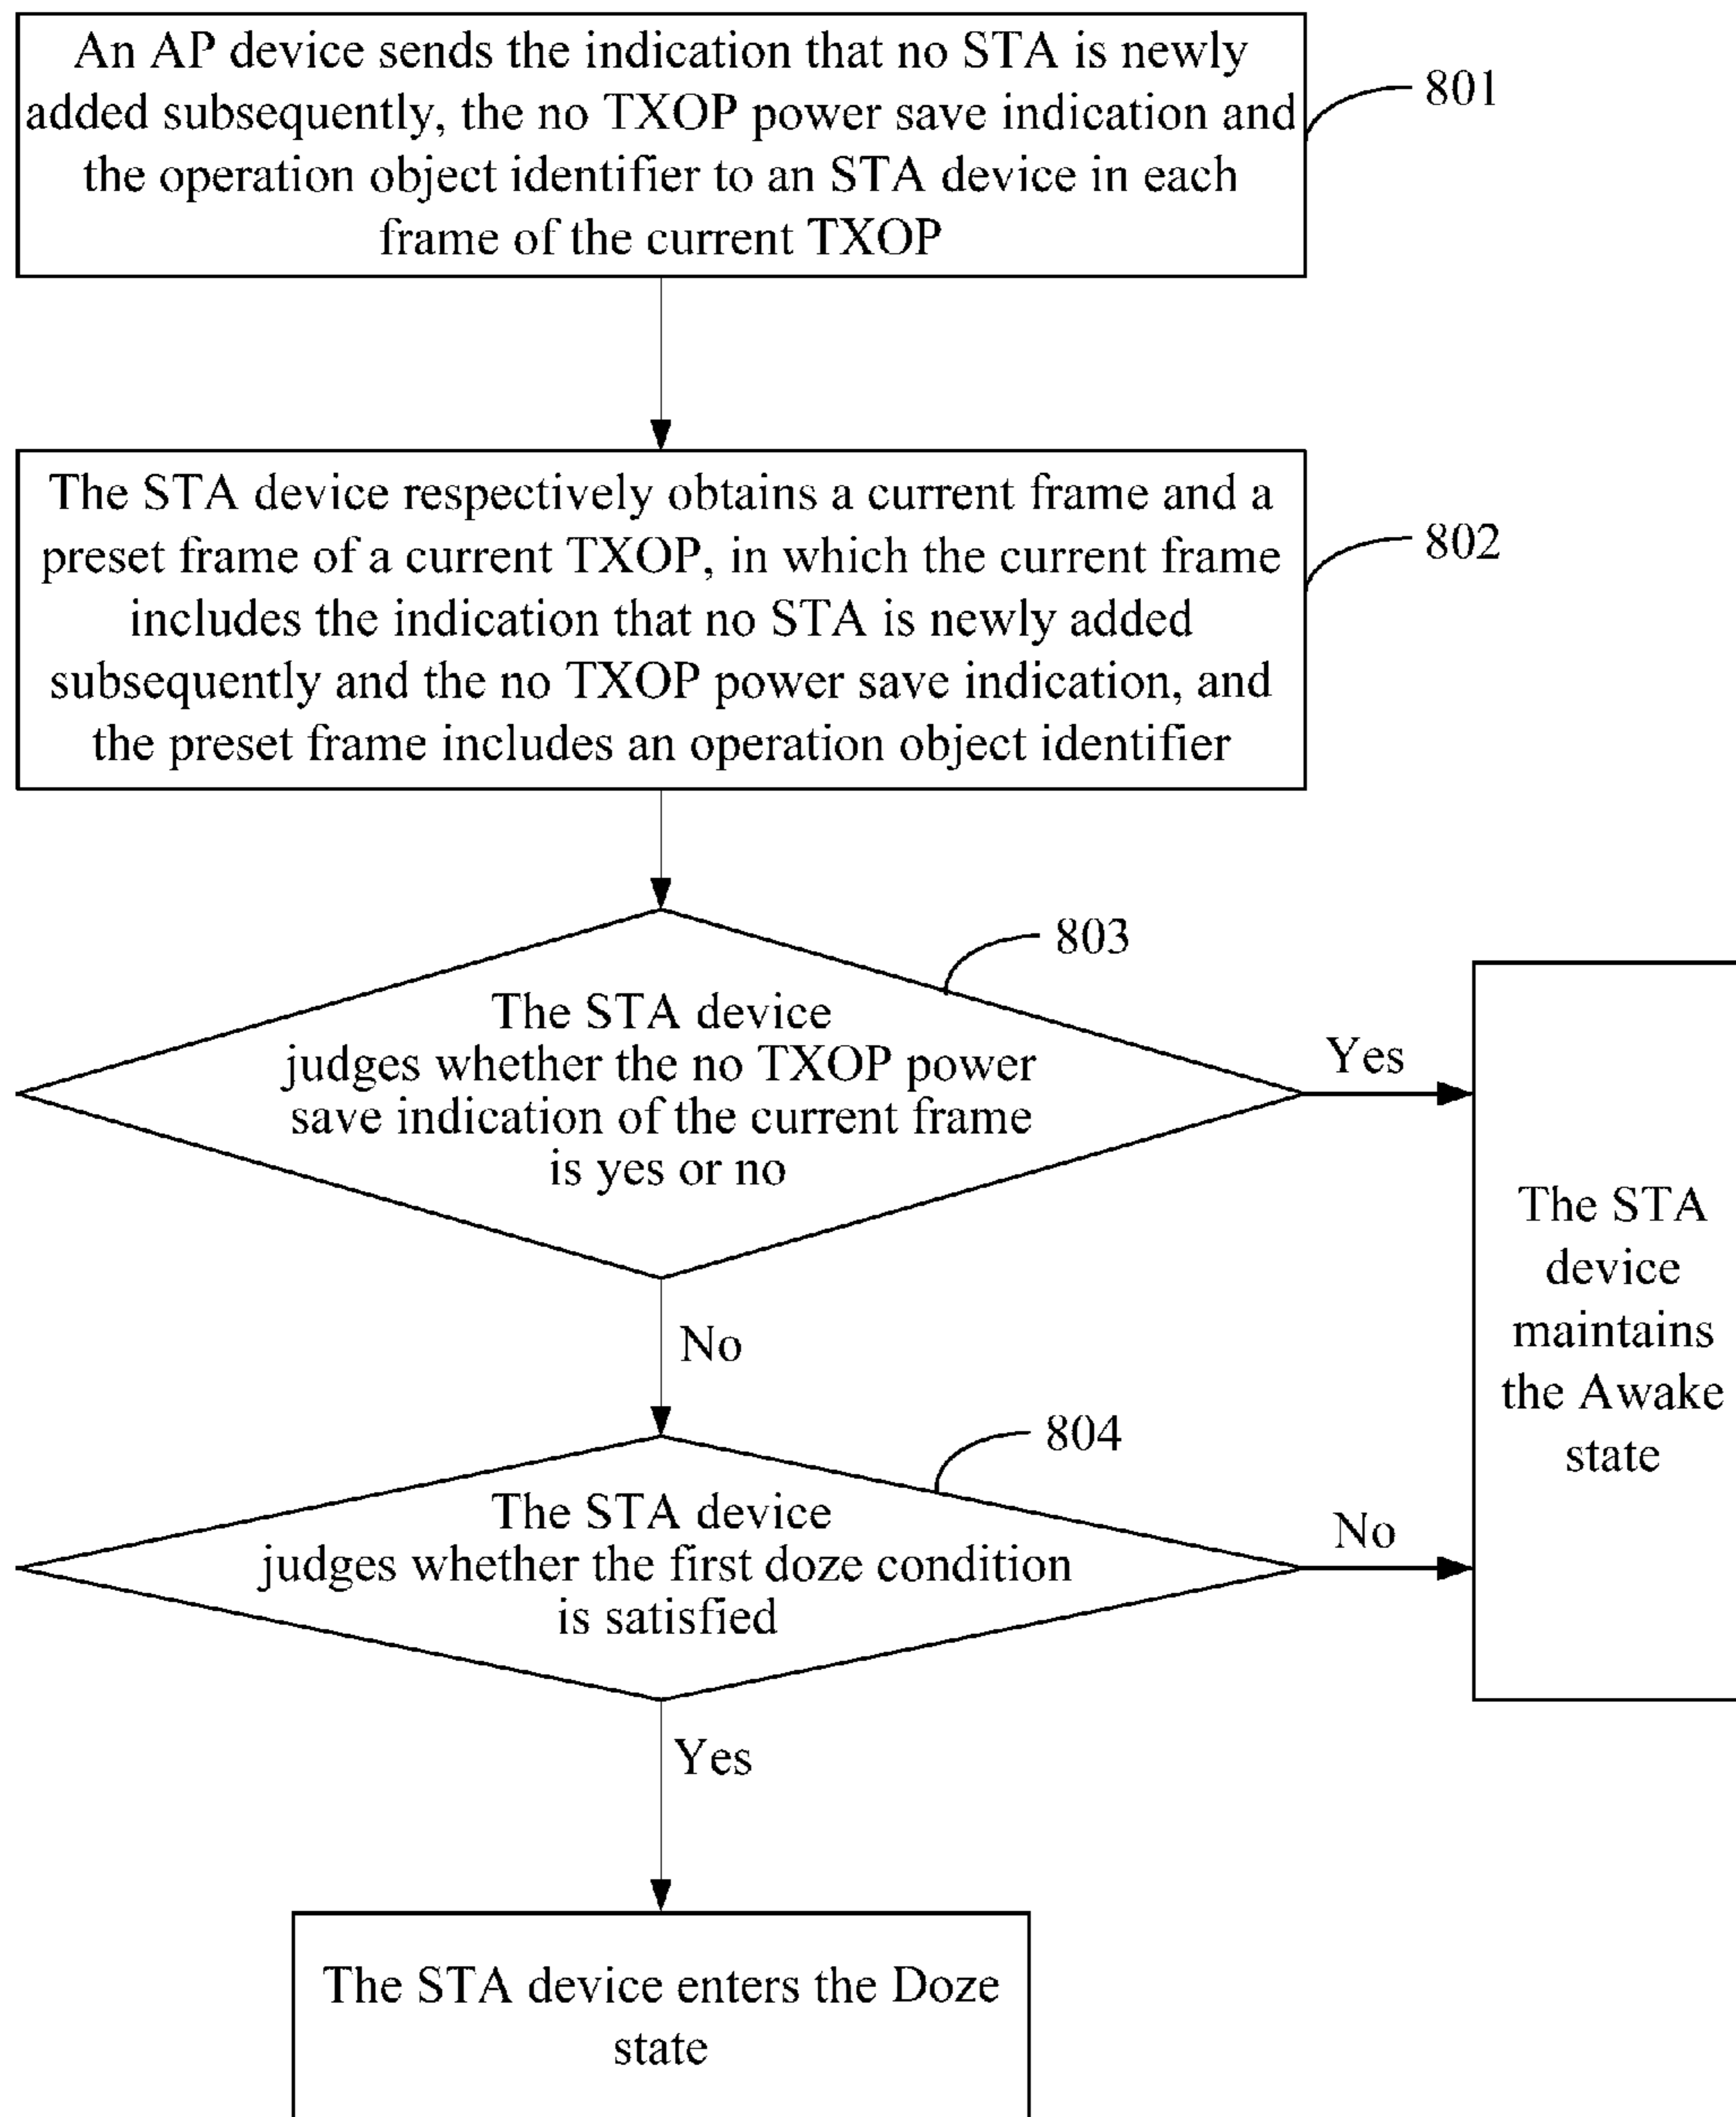 An AP device sends the indication that no STA is newly
added subsequently, the no TXOP power save indication and
the operation object identifier to an STA device in each
frame of the current TXOP
801
The STA device respectively obtains a current frame and a
preset frame of a current TXOP, in which the current frame
includes the indication that no STA is newly added
subsequently and the no TXOP power save indication, and
the preset frame includes an operation object identifier
802
803
The STA device
judges whether the no TXOP power
save indication of the current frame
is yes or no
Yes
The STA
device
maintains
the Awake
state
No
804
The STA device
judges whether the first doze condition
is satisfied
No
Yes
The STA device enters the Doze
state